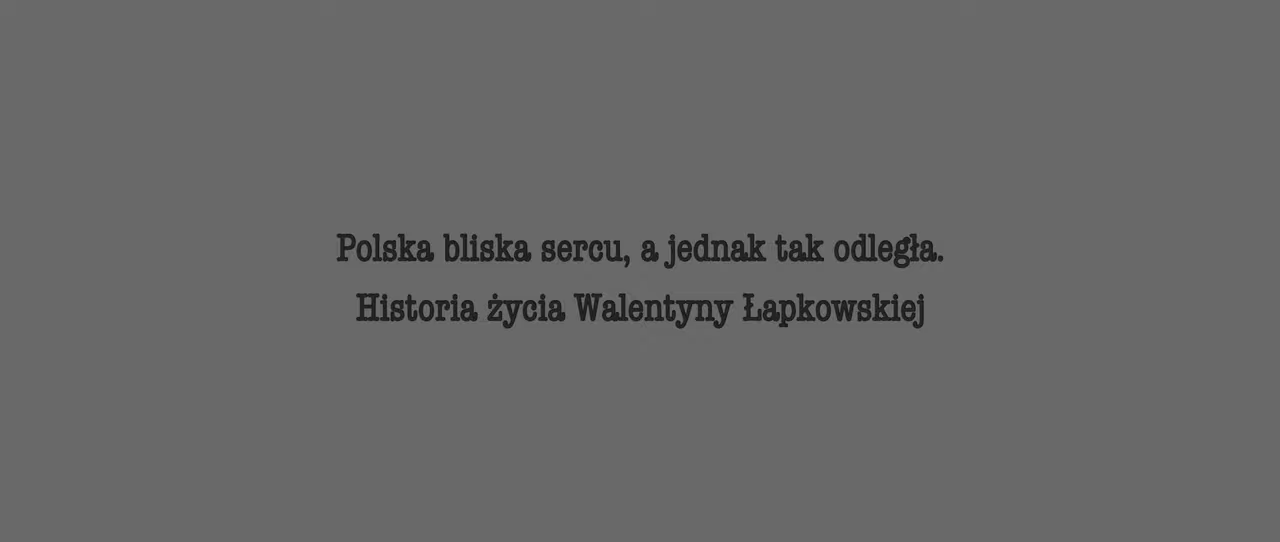 Polska bliska sercu, a jednak tak odległa.
Historia życia Walentyny Łapkowskiej